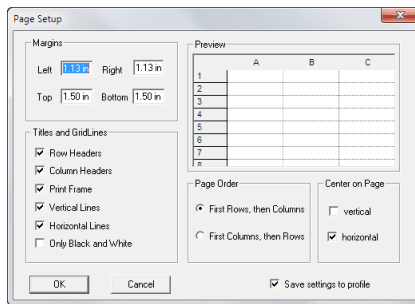 Page Setup
Margins
Left 1.13 in Right 1.13 in
Top 1.50 in Bottom 1.50 in
Titles and GridLines
Row Headers
Column Headers
Print Frame
Vertical Lines
Horizontal Lines
Only Black and White
Preview
A B C
1
2
3
4
5
6
7
8
Page Order
First Rows, then Columns
First Columns, then Rows
Center on Page
vertical
horizontal
OK Cancel Save settings to profile